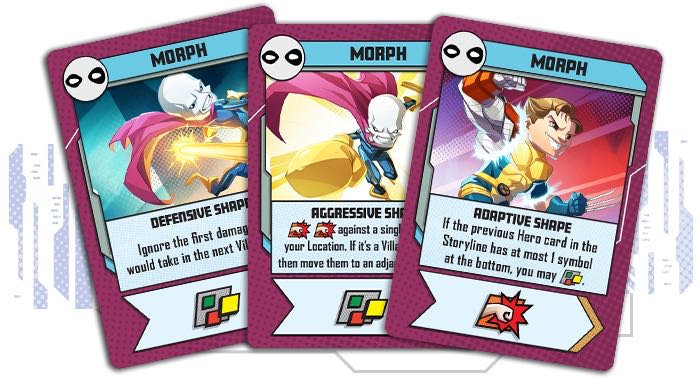 MORPH
DEFENSIVE SHAPE
Ignore the first damag
would take in the next Vil
MORPH
AGGRESSIVE SHA
against a singl
your Location. If it's a Villa
then move them to an adja
MORPH
ADAPTIVE SHAPE
If the previous Hero card in the
Storyline has at most 1 symbol
at the bottom, you may .